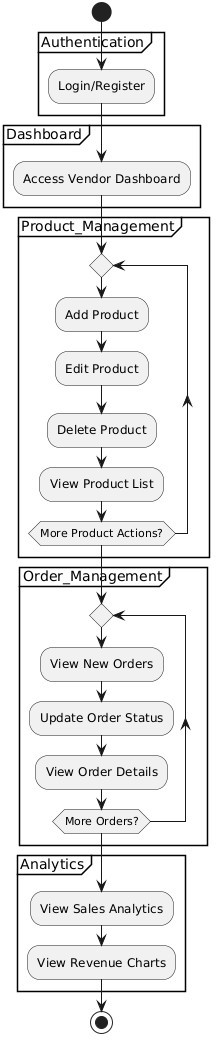 Authentication
Login/Register
Dashboard
Access Vendor Dashboard
Product_Management
Add Product
Edit Product
Delete Product
View Product List
More Product Actions?
Order_Management
View New Orders
Update Order Status
View Order Details
More Orders?
Analytics
View Sales Analytics
View Revenue Charts